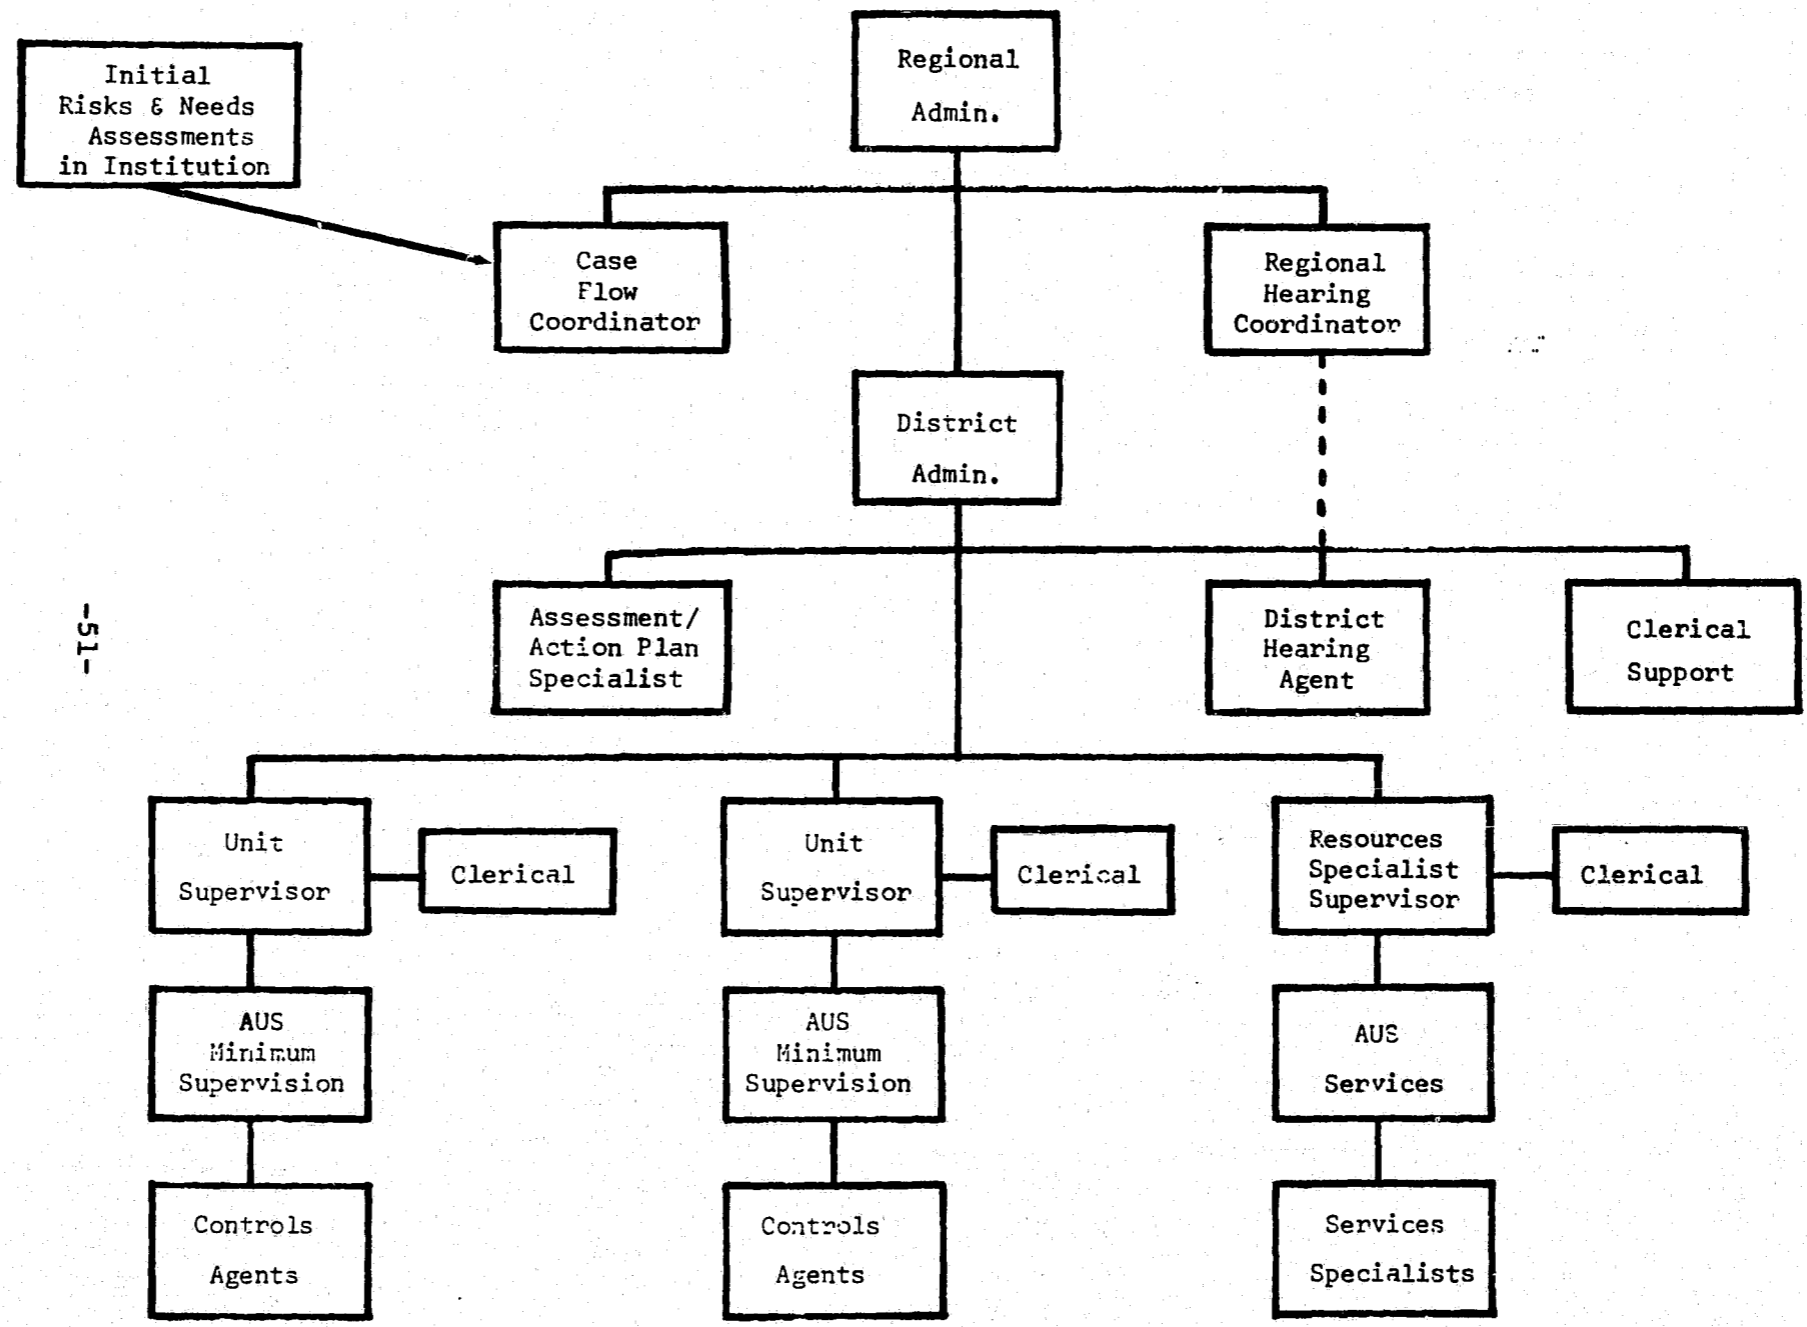 Initial
Risks & Needs
Assessments
in Institution
Regional
Admin.
Case
Flow
Coordinator
Regional
Hearing
Coordinator
District
Admin.
-51-
Assessment/
Action Plan
Specialist
District
Hearing
Agent
Clerical
Support
Unit
Supervisor
Clerical
Unit
Supervisor
Clerical
Resources
Specialist
Supervisor
Clerical
AUS
Minimum
Supervision
AUS
Minimum
Supervision
AUS
Services
Controls
Agents
Controls
Agents
Services
Specialists